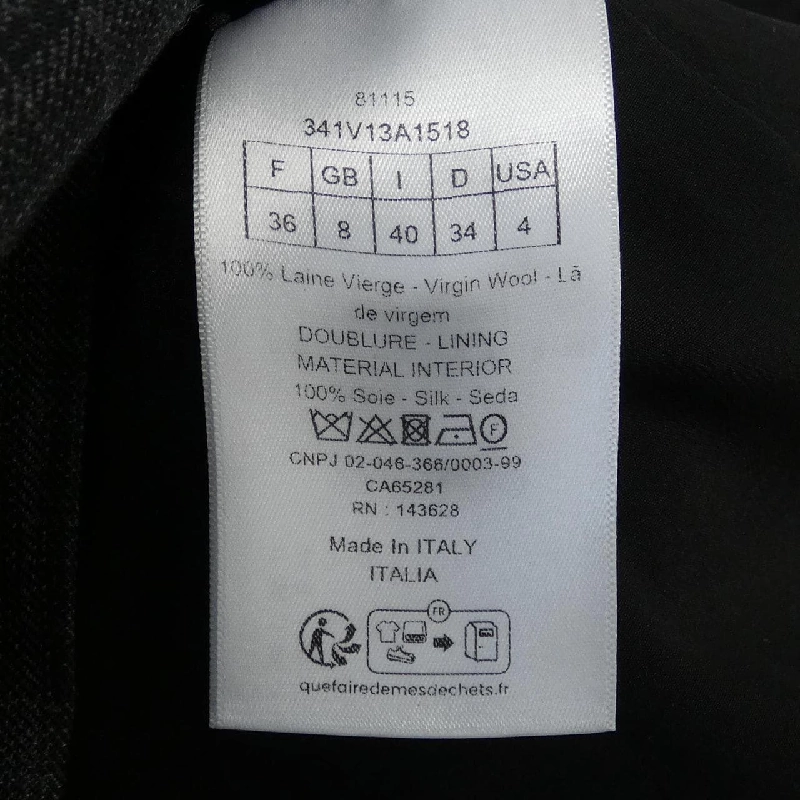 81115
341V13A1518
F GB I D USA
36 8 40 34 4
100% Laine Vierge - Virgin Wool - Lã
de virgem
DOUBLURE - LINING
MATERIAL INTERIOR
100% Soie - Silk - Seda
F
CNPJ 02-046-366/0003-99
CA65281
RN : 143628
Made In ITALY
ITALIA
FR
quefairedemesdechets.fr